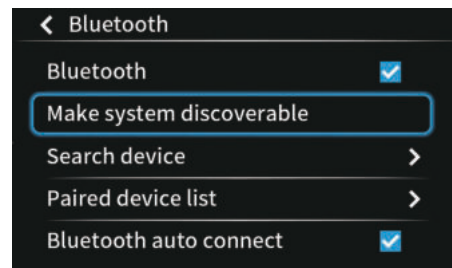 Bluetooth
Bluetooth
Make system discoverable
Search device
Paired device list
Bluetooth auto connect